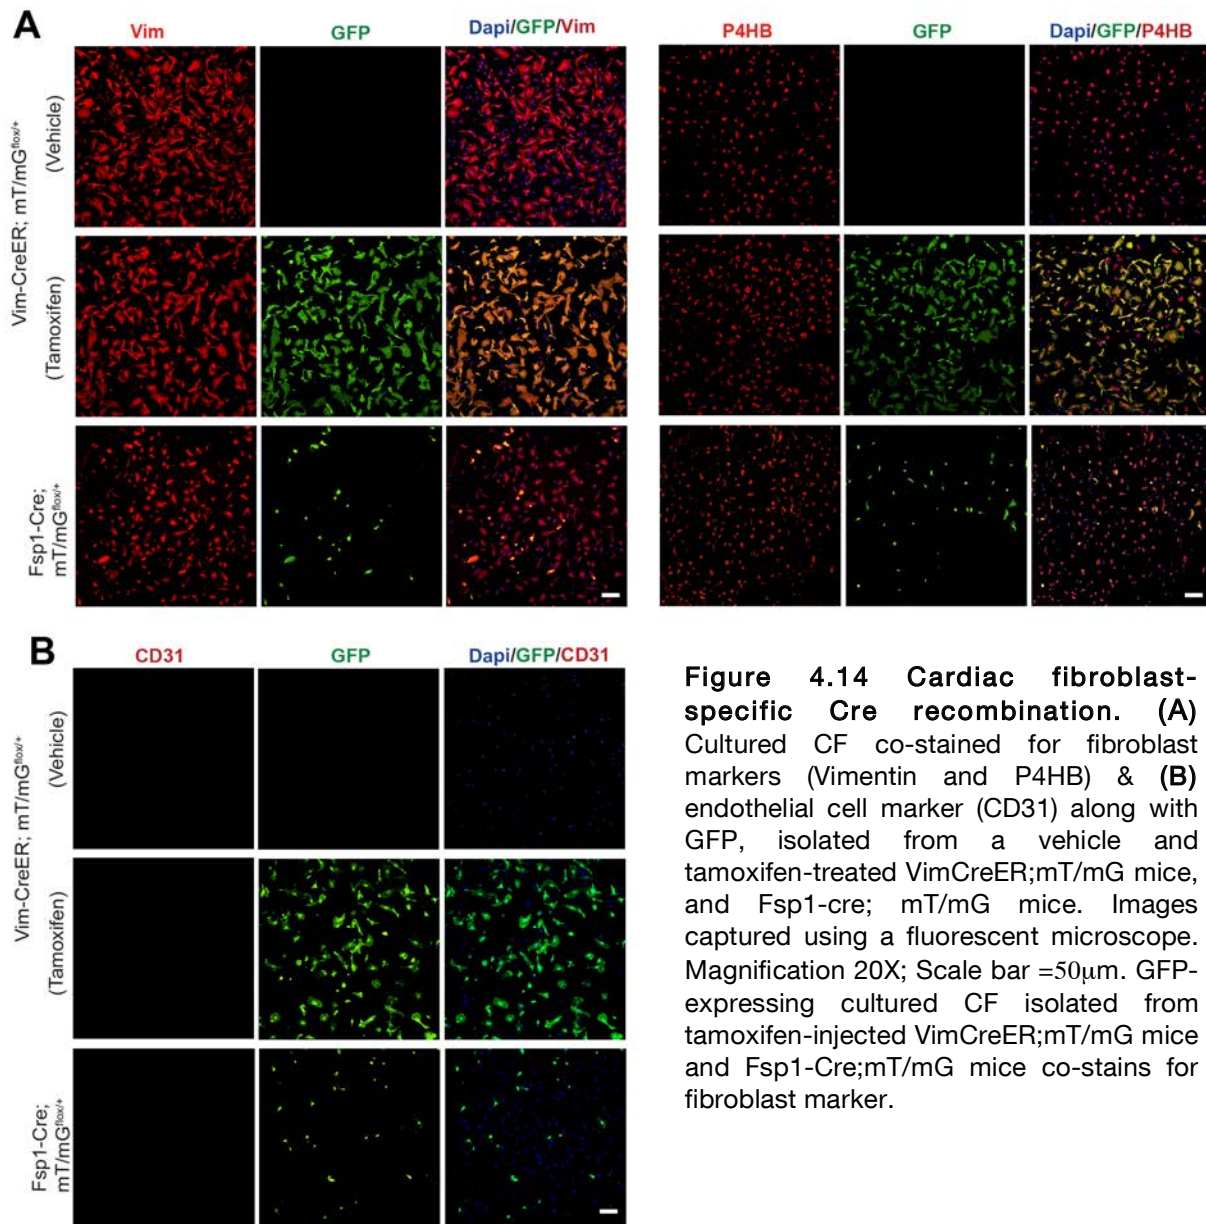 A
Vim GFP Dapi/GFP/Vim P4HB GFP Dapi/GFP/P4HB
Vim-CreER; mT/mGflox/+
(Vehicle)
(Tamoxifen)
Fsp1-Cre;
mT/mGflox/+
B
CD31 GFP Dapi/GFP/CD31
Vim-CreER; mT/mGflox/+
(Vehicle)
(Tamoxifen)
Fsp1-Cre;
mT/mGflox/+
Figure 4.14 Cardiac fibroblast-
specific Cre recombination. (A)
Cultured CF co-stained for fibroblast
markers (Vimentin and P4HB) & (B)
endothelial cell marker (CD31) along with
GFP, isolated from a vehicle and
tamoxifen-treated VimCreER;mT/mG mice,
and Fsp1-cre; mT/mG mice. Images
captured using a fluorescent microscope.
Magnification 20X; Scale bar =50μm. GFP-
expressing cultured CF isolated from
tamoxifen-injected VimCreER;mT/mG mice
and Fsp1-Cre;mT/mG mice co-stains for
fibroblast marker.